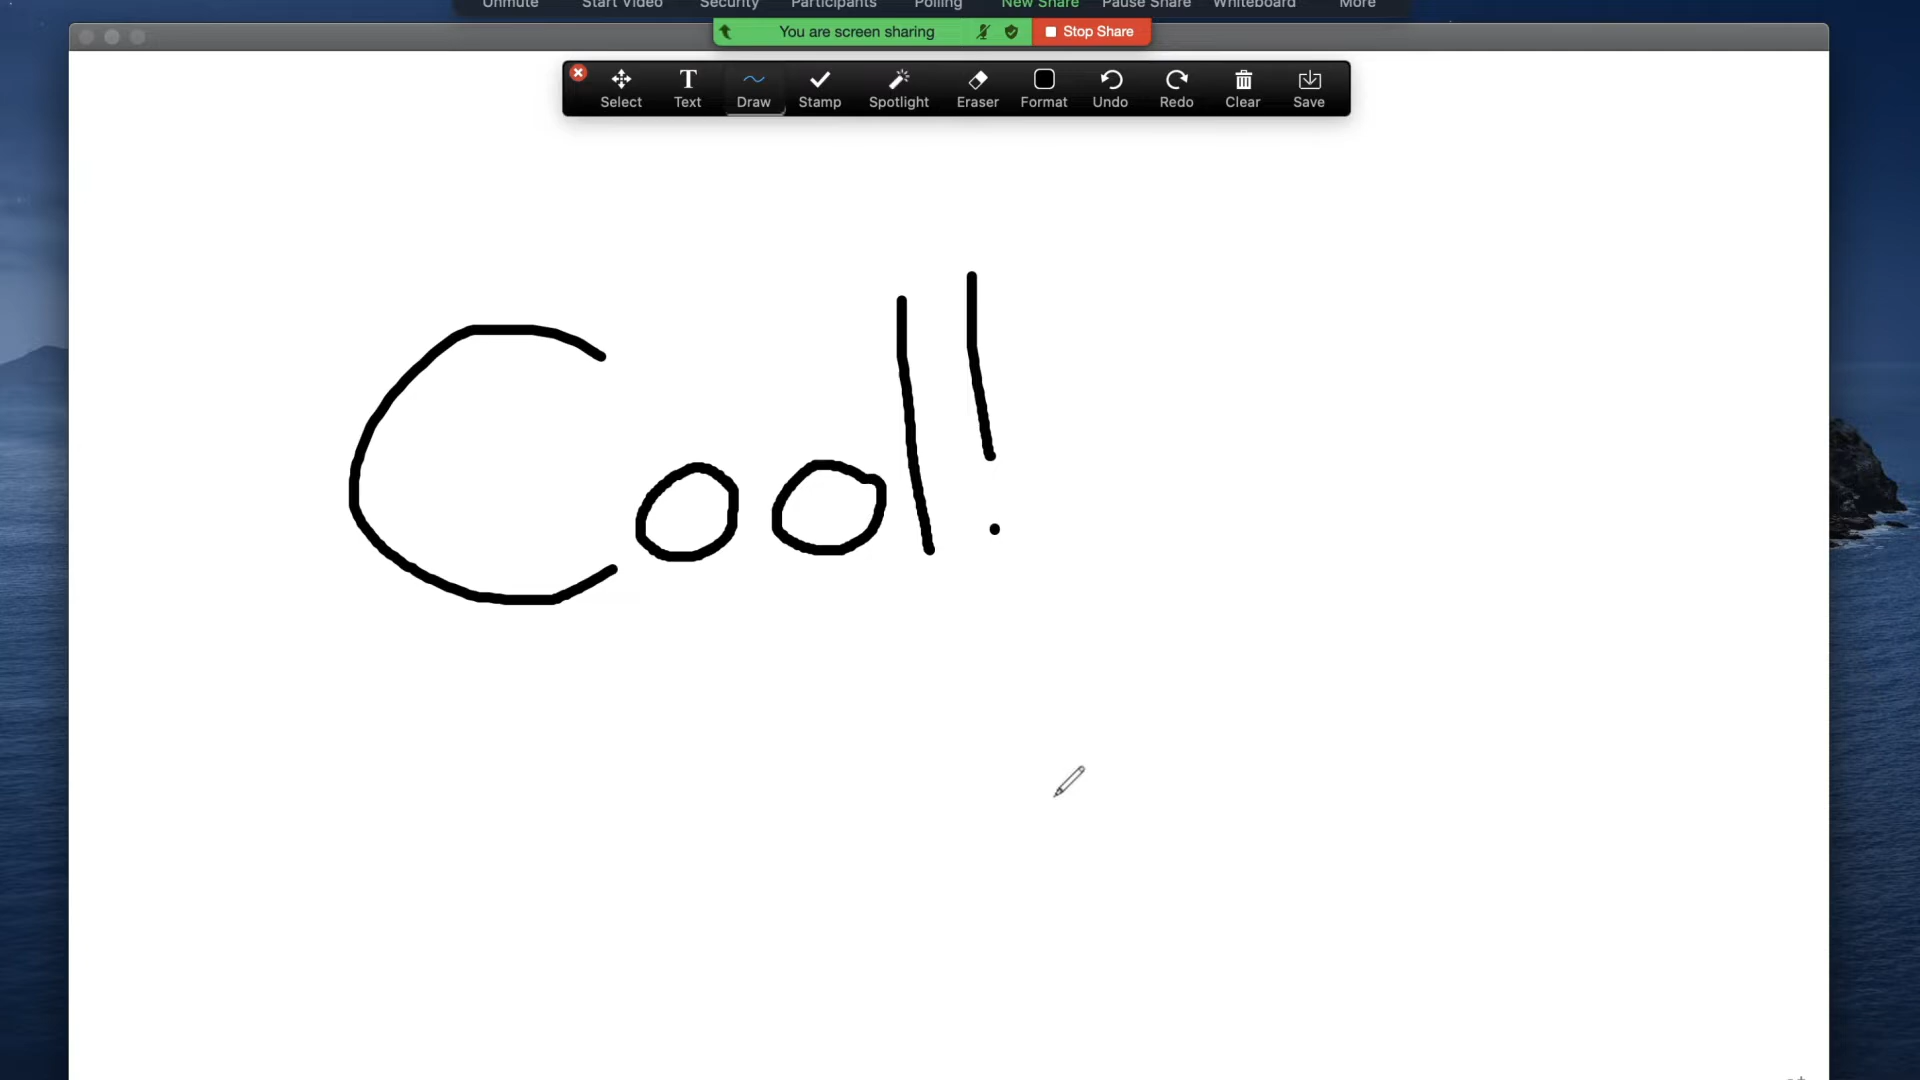 Unmute Start Video Security Participants Polling New Share Pause Share Whiteboard More
You are screen sharing Stop Share
Select Text Draw Stamp Spotlight Eraser Format Undo Redo Clear Save
Cool!